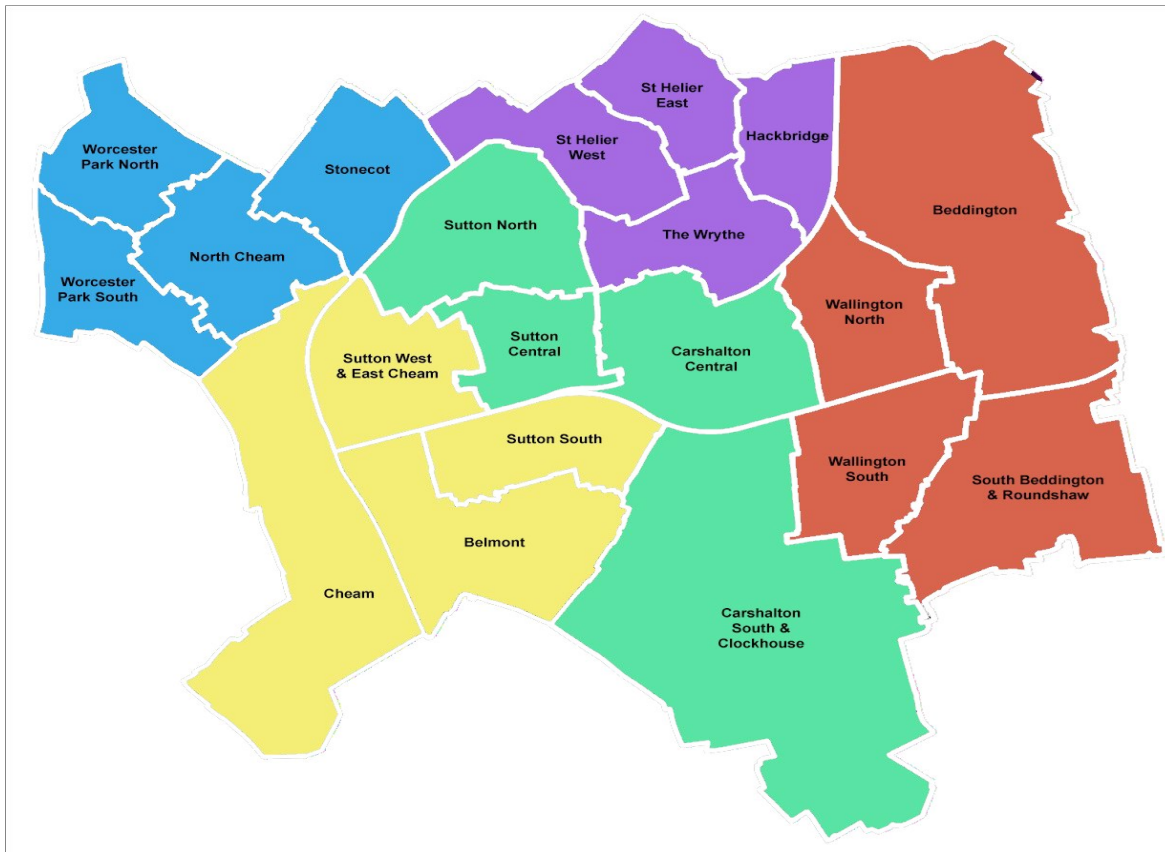 St Helier
East
Hackbridge
Worcester
Park North
St Helier
West
Stonecot
Beddington
Sutton North
The Wrythe
North Cheam
Worcester
Park South
Wallington
North
Sutton
Central
Carshalton
Central
Sutton West
& East Cheam
Sutton South
Wallington
South
South Beddington
& Roundshaw
Belmont
Cheam
Carshalton
South &
Clockhouse